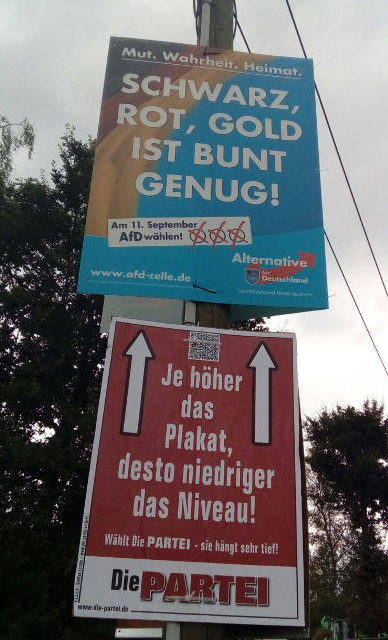 Mut. Wahrheit. Heimat.
SCHWARZ,
ROT, GOLD
IST BUNT
GENUG!
Am 11. September
AfD wählen!
Alternative
für
Deutschland
www.afd-celle.de
Je höher
das
Plakat,
desto niedriger
das Niveau!
Wählt Die PARTEI - sie hängt sehr tief!
Die PARTEI
www.die-partei.de